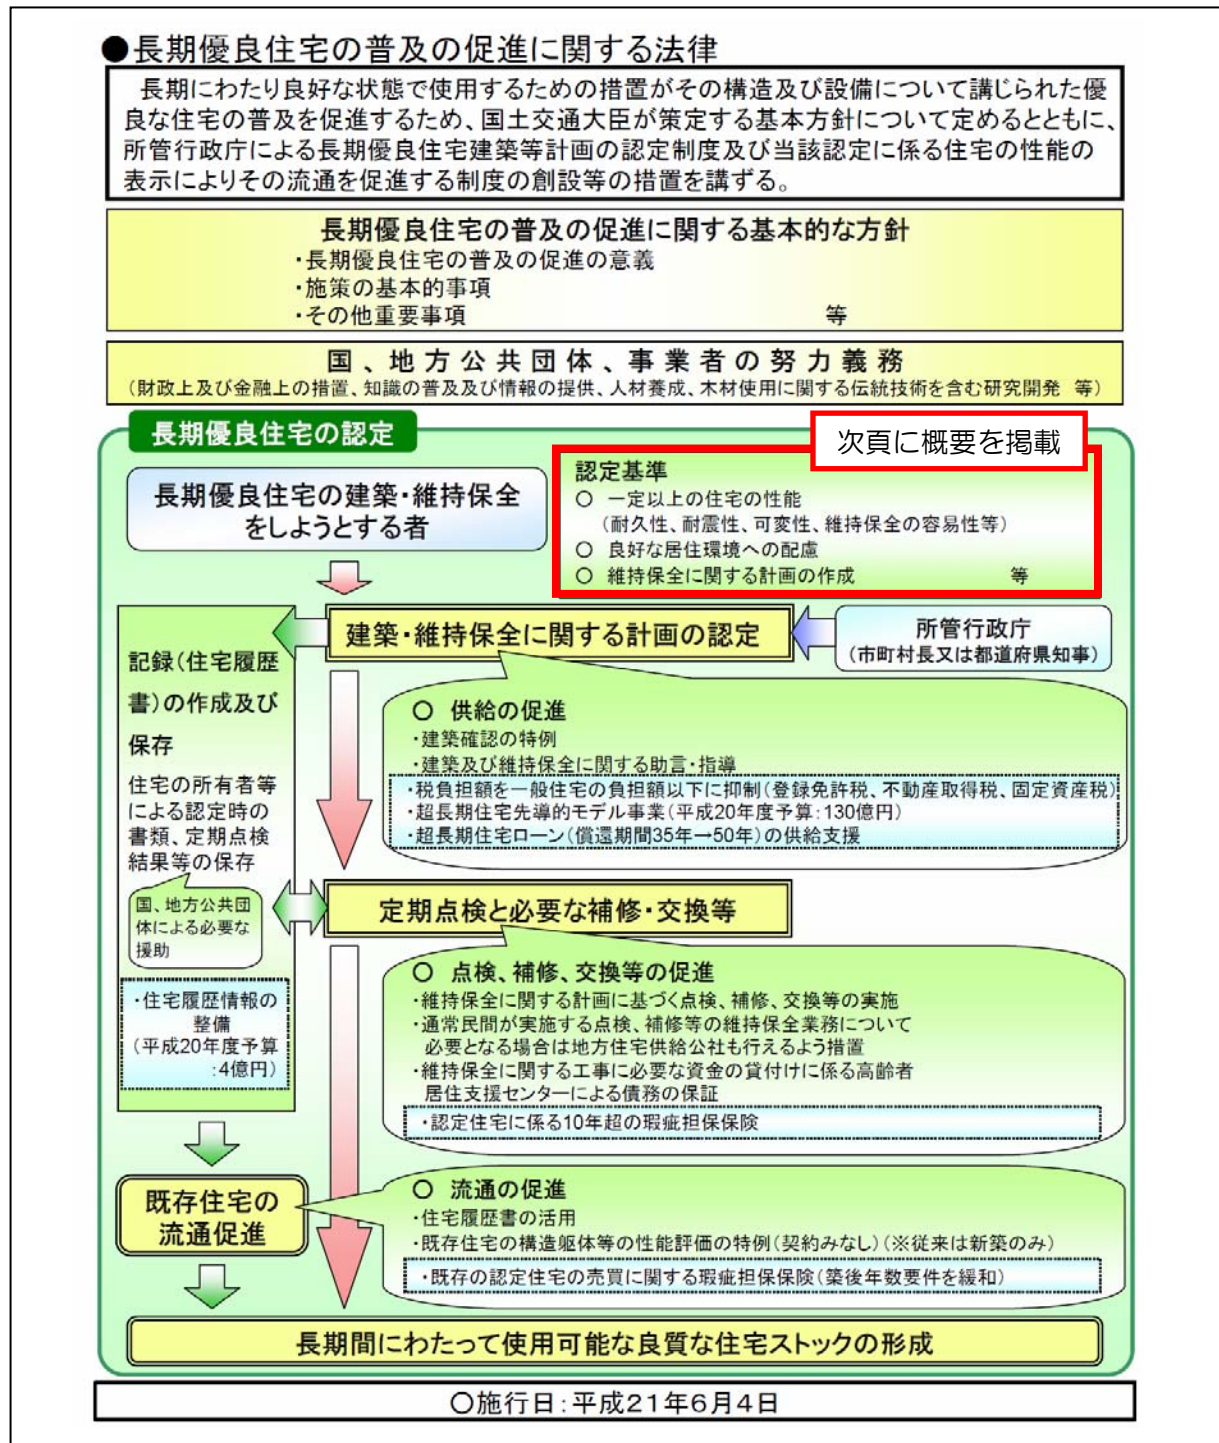 ●長期優良住宅の普及の促進に関する法律
長期にわたり良好な状態で使用するための措置がその構造及び設備について講じられた優
良な住宅の普及を促進するため、国土交通大臣が策定する基本方針について定めるとともに、
所管行政庁による長期優良住宅建築等計画の認定制度及び当該認定に係る住宅の性能の
表示によりその流通を促進する制度の創設等の措置を講ずる。
長期優良住宅の普及の促進に関する基本的な方針
・長期優良住宅の普及の促進の意義
・施策の基本的事項
・その他重要事項 等
国、地方公共団体、事業者の努力義務
(財政上及び金融上の措置、知識の普及及び情報の提供、人材養成、木材使用に関する伝統技術を含む研究開発 等)
長期優良住宅の認定
次頁に概要を掲載
長期優良住宅の建築・維持保全
をしようとする者
認定基準
○ 一定以上の住宅の性能
(耐久性、耐震性、可変性、維持保全の容易性等)
○ 良好な居住環境への配慮
○ 維持保全に関する計画の作成 等
建築・維持保全に関する計画の認定
所管行政庁
(市町村長又は都道府県知事)
記録(住宅履歴
書)の作成及び
保存
住宅の所有者等
による認定時の
書類、定期点検
結果等の保存
国、地方公共団
体による必要な
援助
・住宅履歴情報の
整備
(平成20年度予算
:4億円)
○ 供給の促進
・建築確認の特例
・建築及び維持保全に関する助言・指導
・税負担額を一般住宅の負担額以下に抑制(登録免許税、不動産取得税、固定資産税)
・超長期住宅先導的モデル事業(平成20年度予算:130億円)
・超長期住宅ローン(償還期間35年→50年)の供給支援
定期点検と必要な補修・交換等
○ 点検、補修、交換等の促進
・維持保全に関する計画に基づく点検、補修、交換等の実施
・通常民間が実施する点検、補修等の維持保全業務について
必要となる場合は地方住宅供給公社も行えるよう措置
・維持保全に関する工事に必要な資金の貸付けに係る高齢者
居住支援センターによる債務の保証
・認定住宅に係る10年超の瑕疵担保保険
既存住宅の
流通促進
○ 流通の促進
・住宅履歴書の活用
・既存住宅の構造躯体等の性能評価の特例(契約みなし)(※従来は新築のみ)
・既存の認定住宅の売買に関する瑕疵担保保険(築後年数要件を緩和)
長期間にわたって使用可能な良質な住宅ストックの形成
○施行日:平成21年6月4日